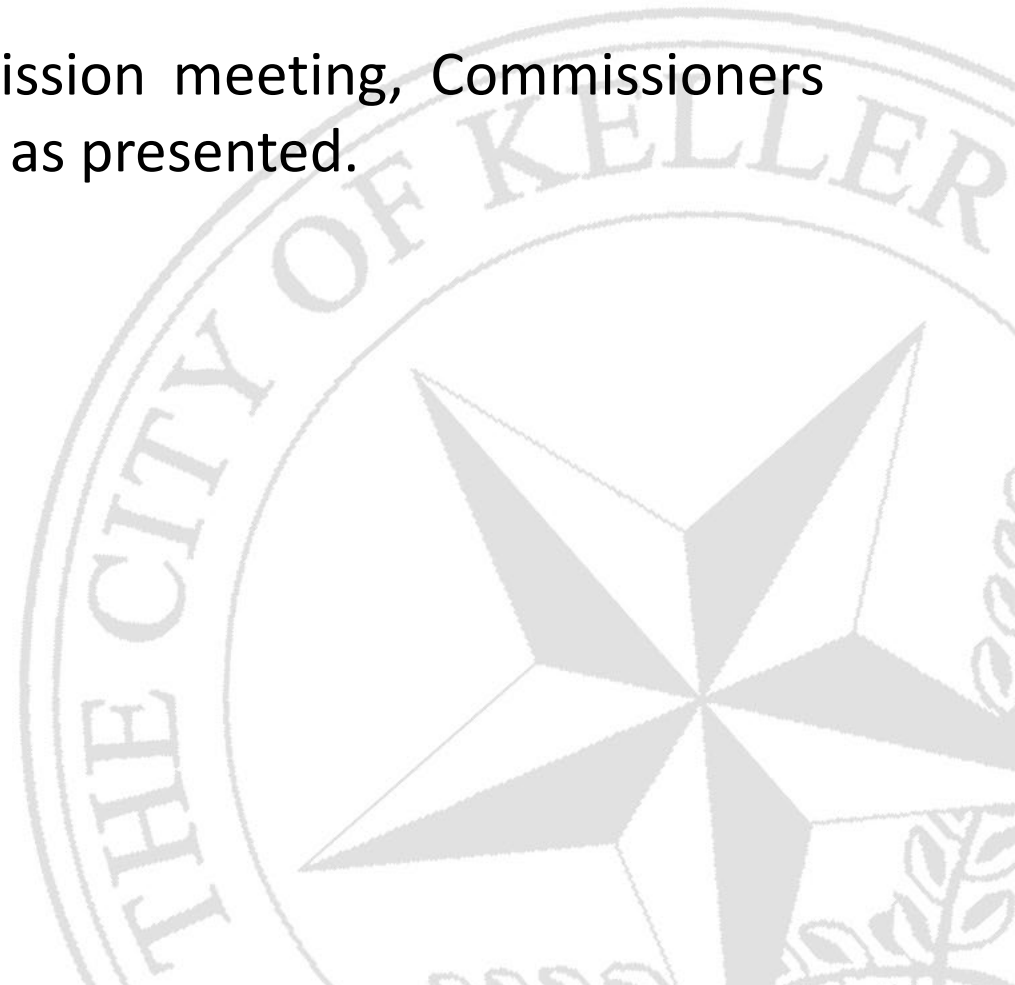 ission meeting, Commissioners
as presented.
THE CITY OF KELLER